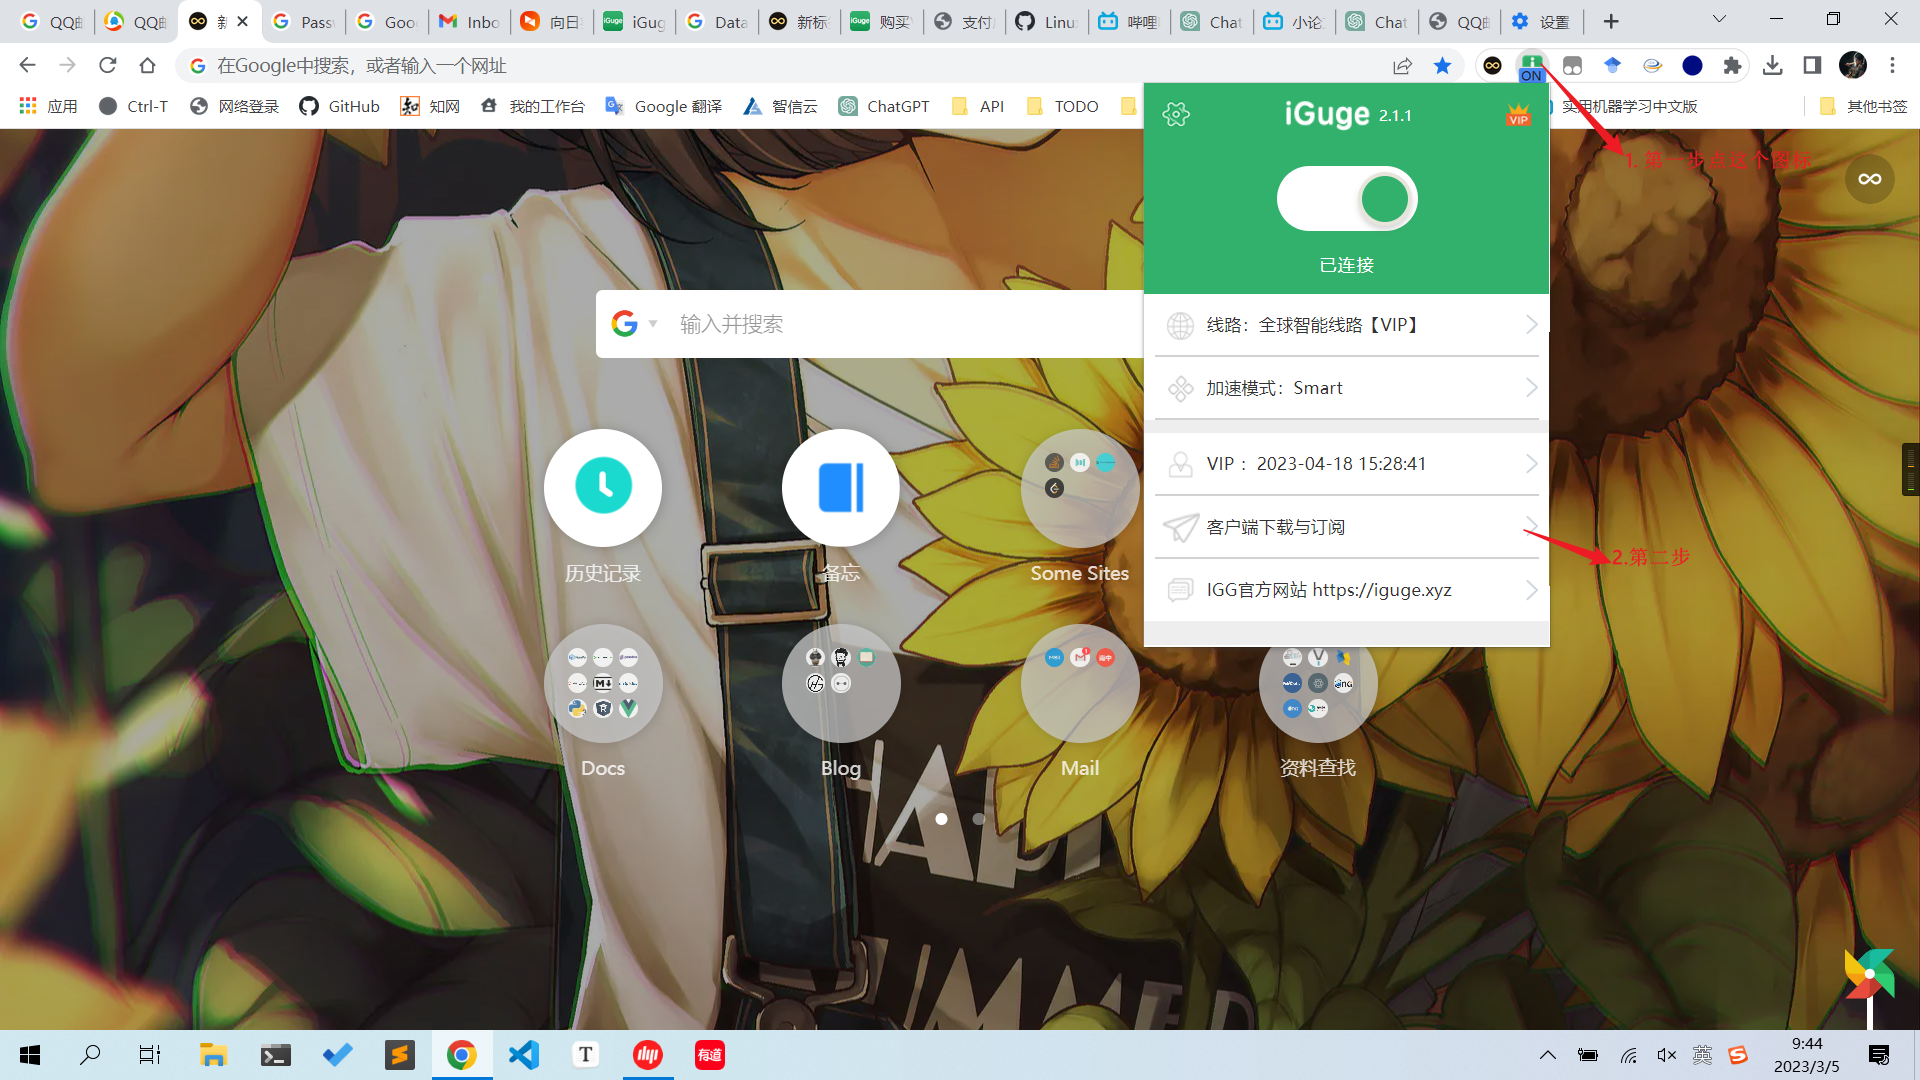 QQ邮
QQ邮
新
Pass
Goo
Inbo
向日
iGug
Data
新标
购买
支付
Linu
哔哩
Chat
小论
Chat
QQ邮
设置
在Google中搜索，或者输入一个网址
ON
应用
Ctrl-T
网络登录
GitHub
知网
我的工作台
Google 翻译
智信云
ChatGPT
API
TODO
实用机器学习中文版
其他书签
iGuge 2.1.1
VIP
1. 第一步点这个图标
已连接
输入并搜索
线路：全球智能线路【VIP】
加速模式：Smart
VIP： 2023-04-18 15:28:41
客户端下载与订阅
2.第二步
IGG官方网站 https://iguge.xyz
历史记录
备忘
Some Sites
Docs
Blog
Mail
资料查找
有道
英
9:44
2023/3/5